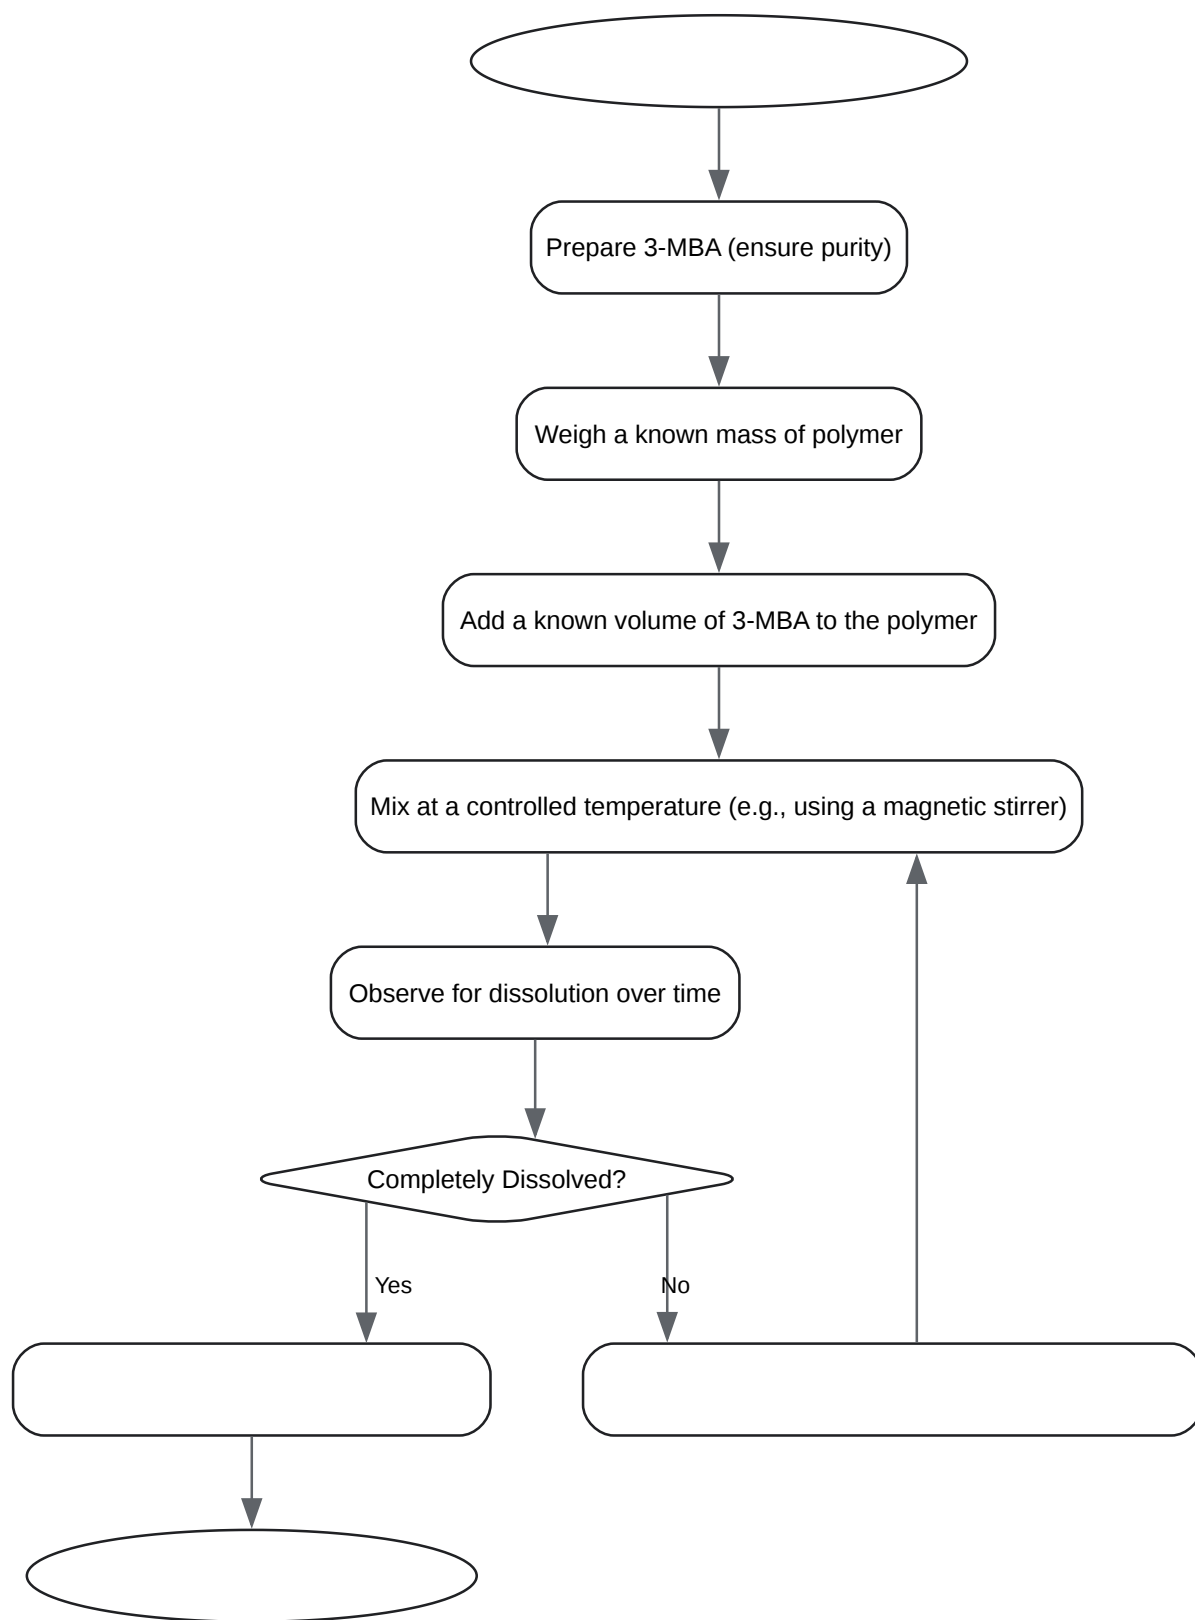 Prepare 3-MBA (ensure purity)
Weigh a known mass of polymer
Add a known volume of 3-MBA to the polymer
Mix at a controlled temperature (e.g., using a magnetic stirrer)
Observe for dissolution over time
Completely Dissolved?
Yes
No